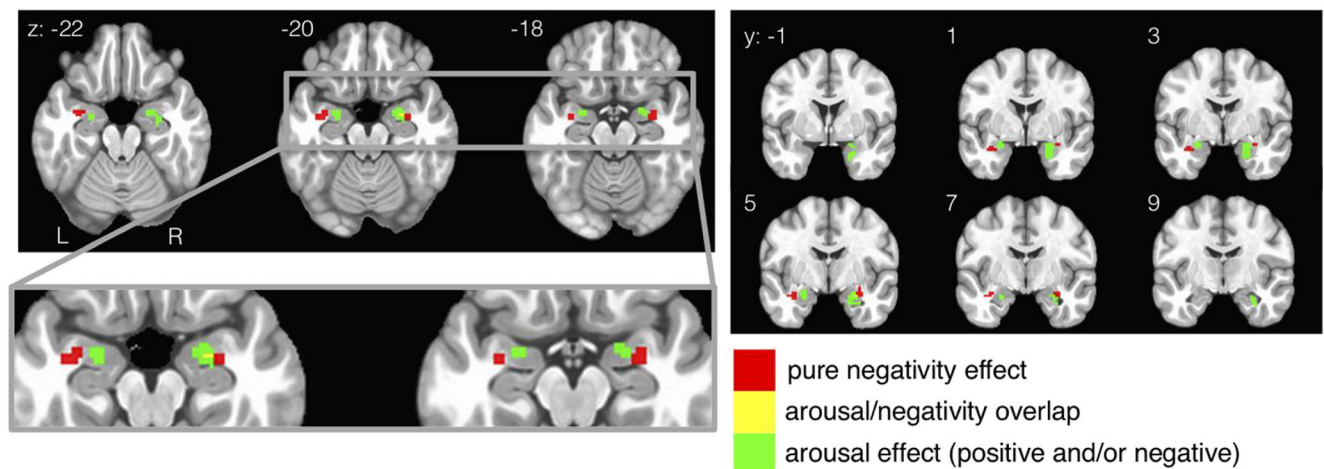 z: -22
-20
-18
L
R
y: -1
1
3
5
7
9
pure negativity effect
arousal/negativity overlap
arousal effect (positive and/or negative)